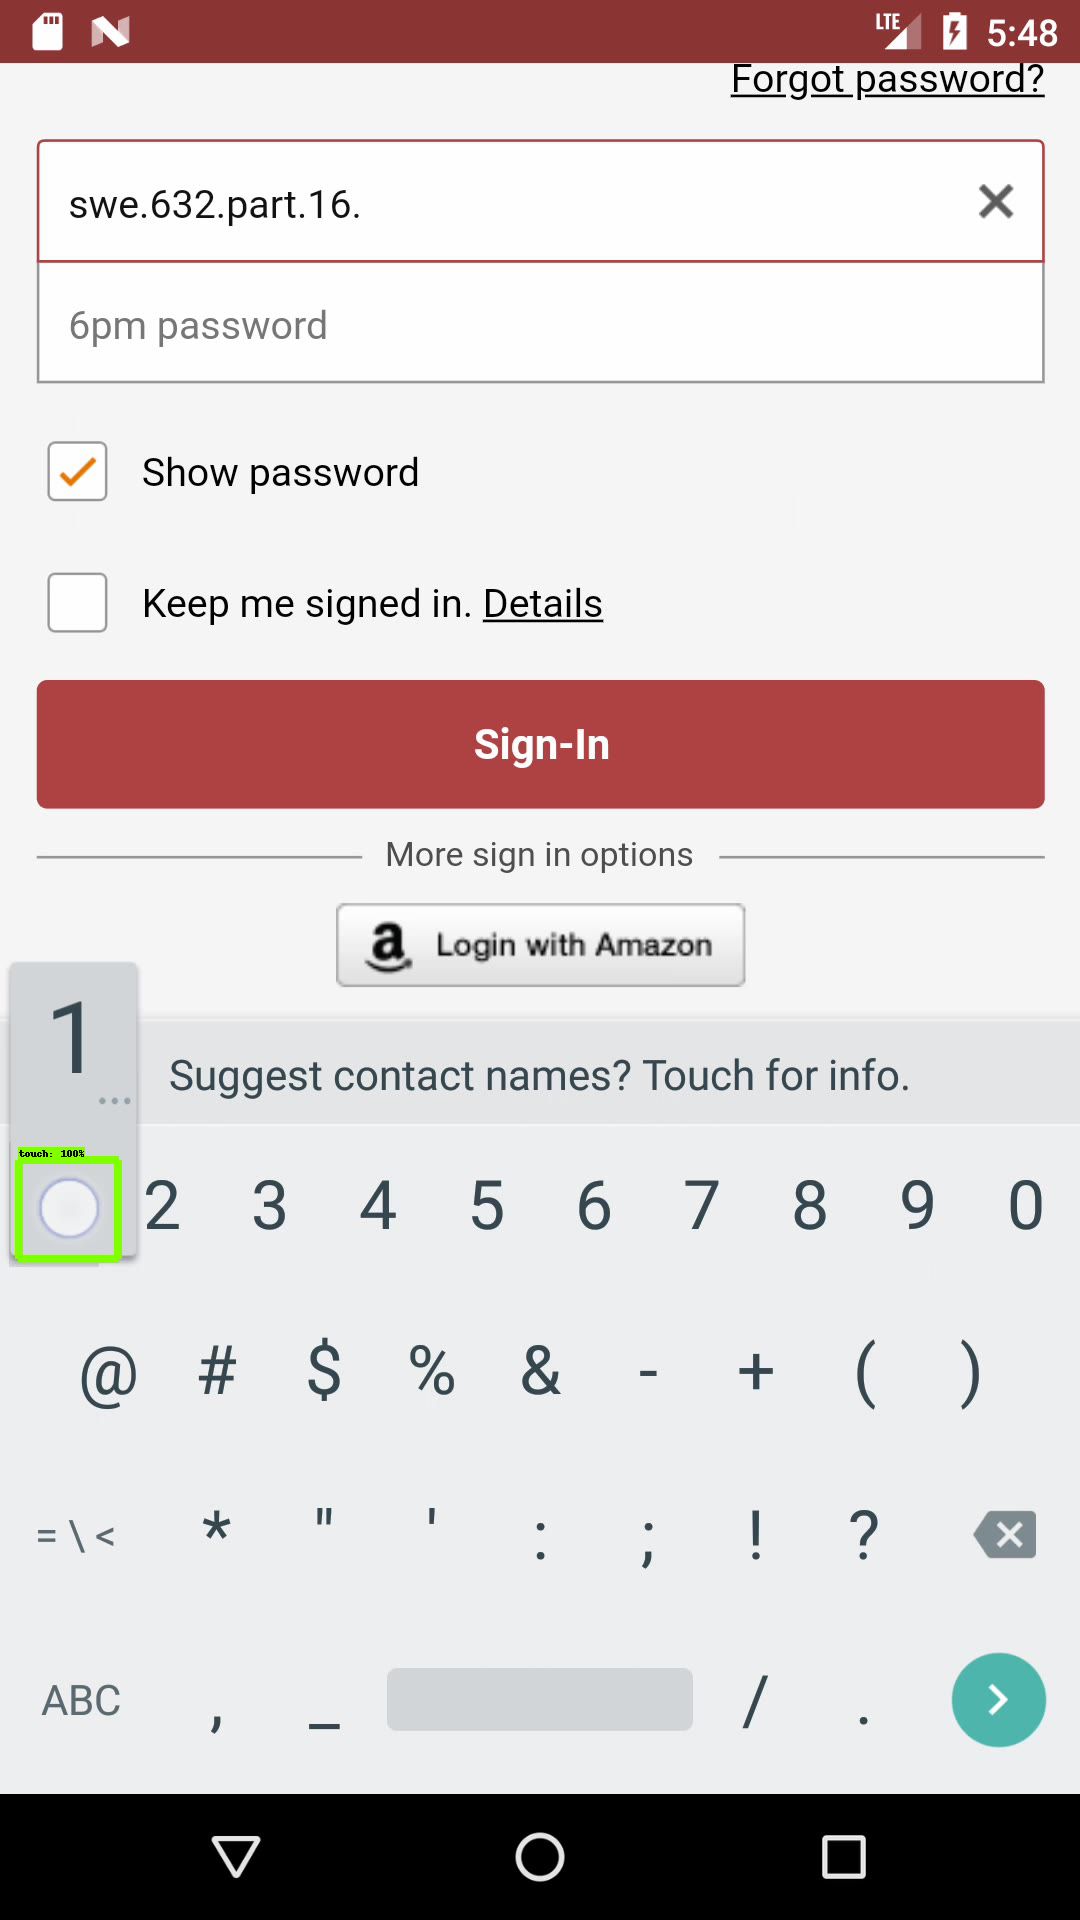 LTE 5:48
Forgot password?
swe.632.part.16.
6pm password
Show password
Keep me signed in. Details
Sign-In
More sign in options
a Login with Amazon
1
Suggest contact names? Touch for info.
touch: 100%
2 3 4 5 6 7 8 9 0
@ # $ % & - + ( )
= \ < * " ' : ; ! ?
ABC , _ / .